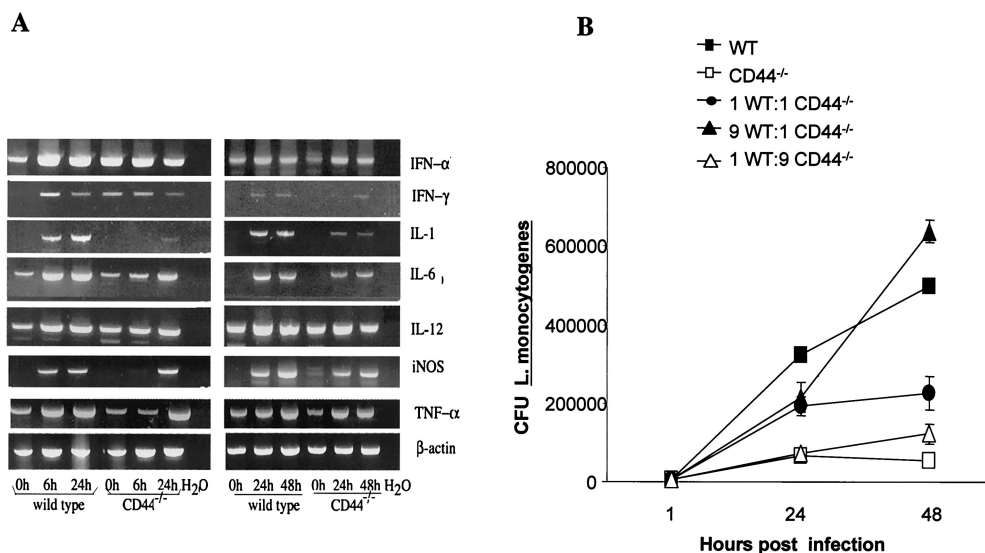 A
IFN-α
IFN-γ
IL-1
IL-6
IL-12
iNOS
TNF-α
β-actin
0h 6h 24h 0h 6h 24h H2O
wild type CD44-/-
0h 24h 48h 0h 24h 48h H2O
wild type CD44-/-
B
WT
CD44-/-
1 WT:1 CD44-/-
9 WT:1 CD44-/-
1 WT:9 CD44-/-
CFU L. monocytogenes
800000
600000
400000
200000
0
1 24 48
Hours post infection